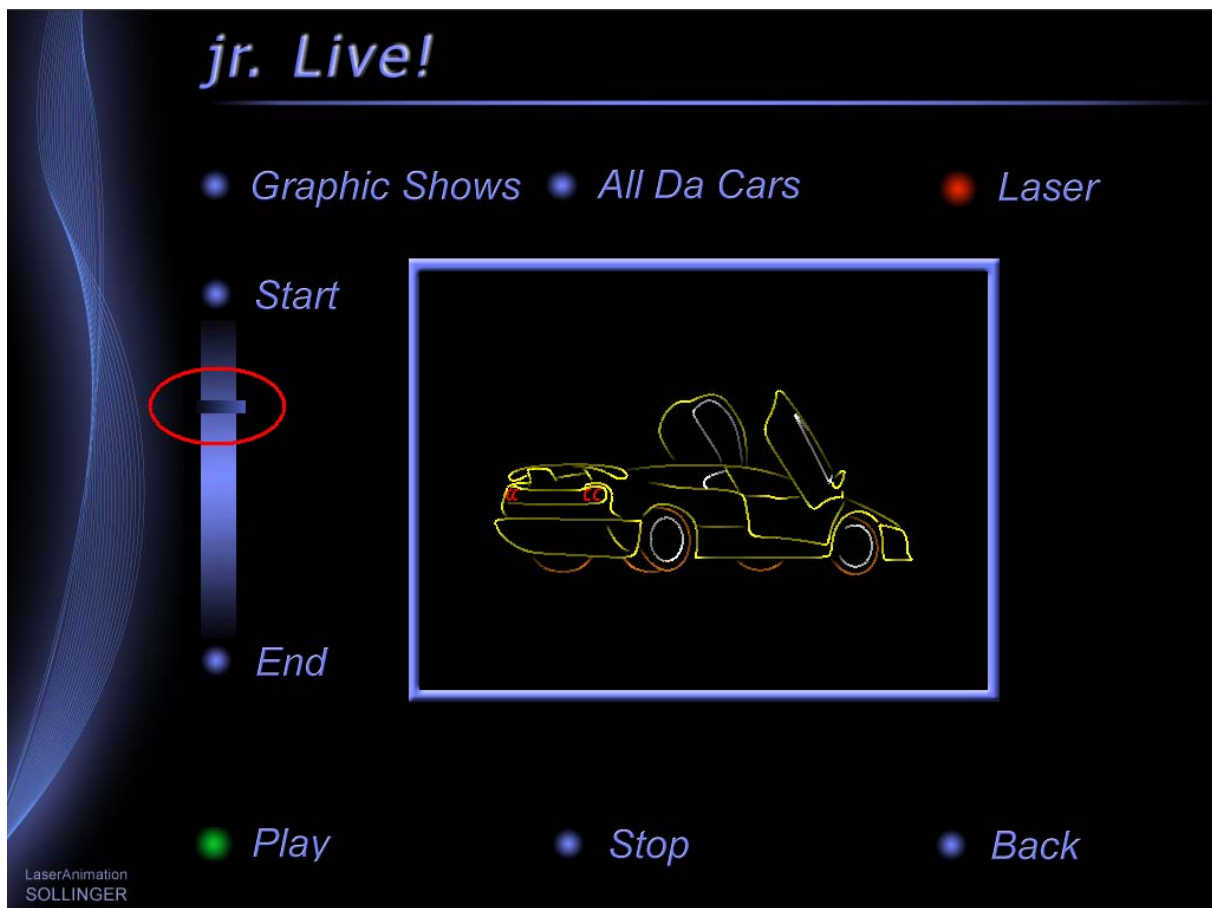 jr. Live!
Graphic Shows All Da Cars Laser
Start
End
Play Stop Back
LaserAnimation
SOLLINGER